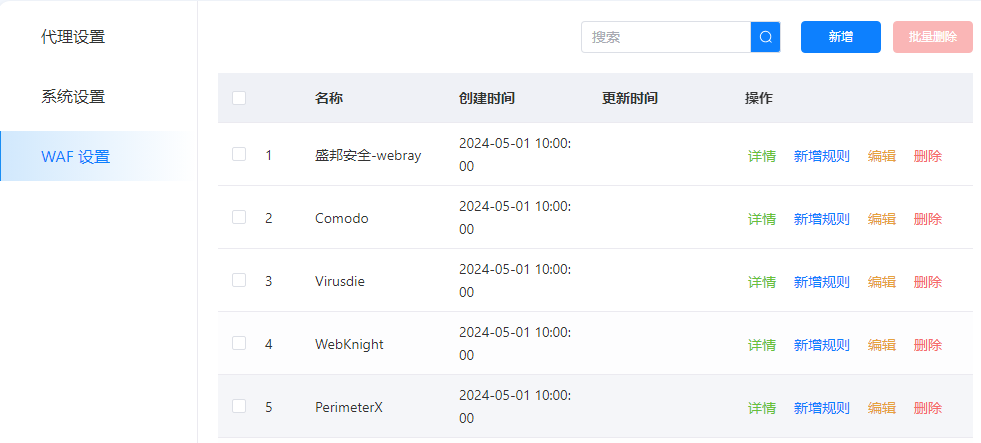 代理设置
系统设置
WAF 设置
搜索
新增
批量删除
名称 创建时间 更新时间 操作
1 盛邦安全-webray 2024-05-01 10:00:
00 详情 新增规则 编辑 删除
2 Comodo 2024-05-01 10:00:
00 详情 新增规则 编辑 删除
3 Virusdie 2024-05-01 10:00:
00 详情 新增规则 编辑 删除
4 WebKnight 2024-05-01 10:00:
00 详情 新增规则 编辑 删除
5 PerimeterX 2024-05-01 10:00:
00 详情 新增规则 编辑 删除